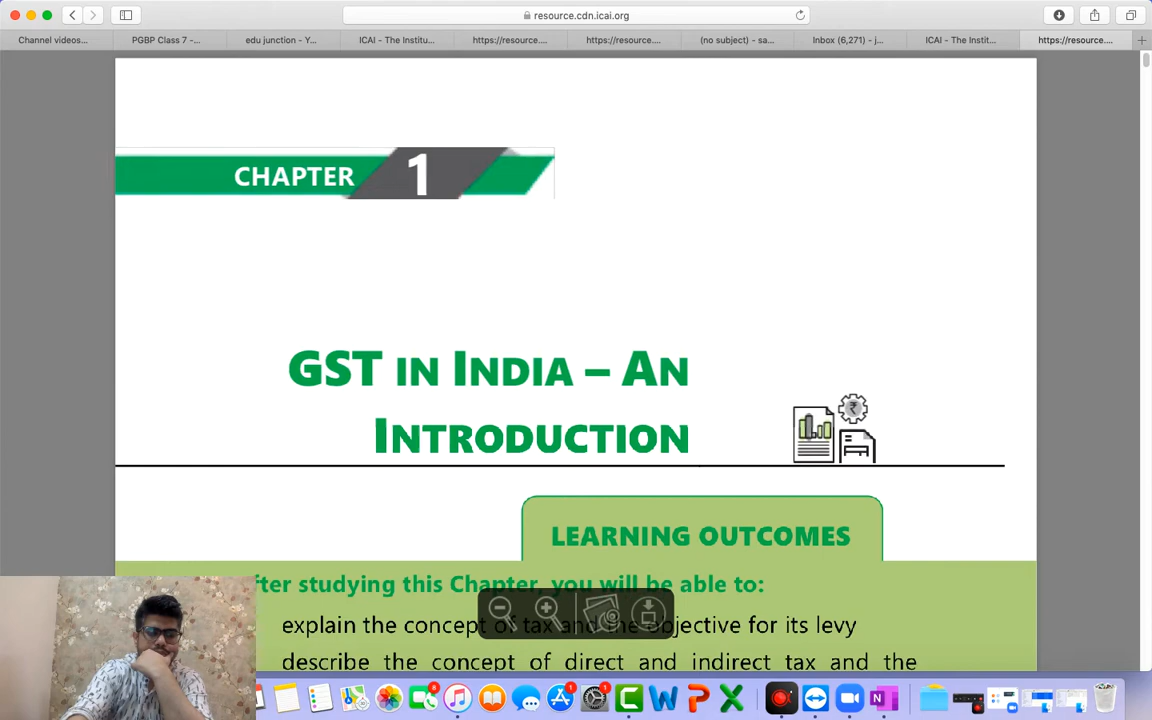 resource.cdn.icai.org
Channel videos...
PGBP Class 7 -...
edu junction - Y...
ICAI - The Institu...
https://resource....
https://resource....
(no subject) - sa...
Inbox (6,271) - j...
ICAI - The Instit...
https://resource....
CHAPTER 1
GST IN INDIA – AN
INTRODUCTION
LEARNING OUTCOMES
fter studying this Chapter, you will be able to:
explain the concept of tax and the objective for its levy
describe the concept of direct and indirect tax and the